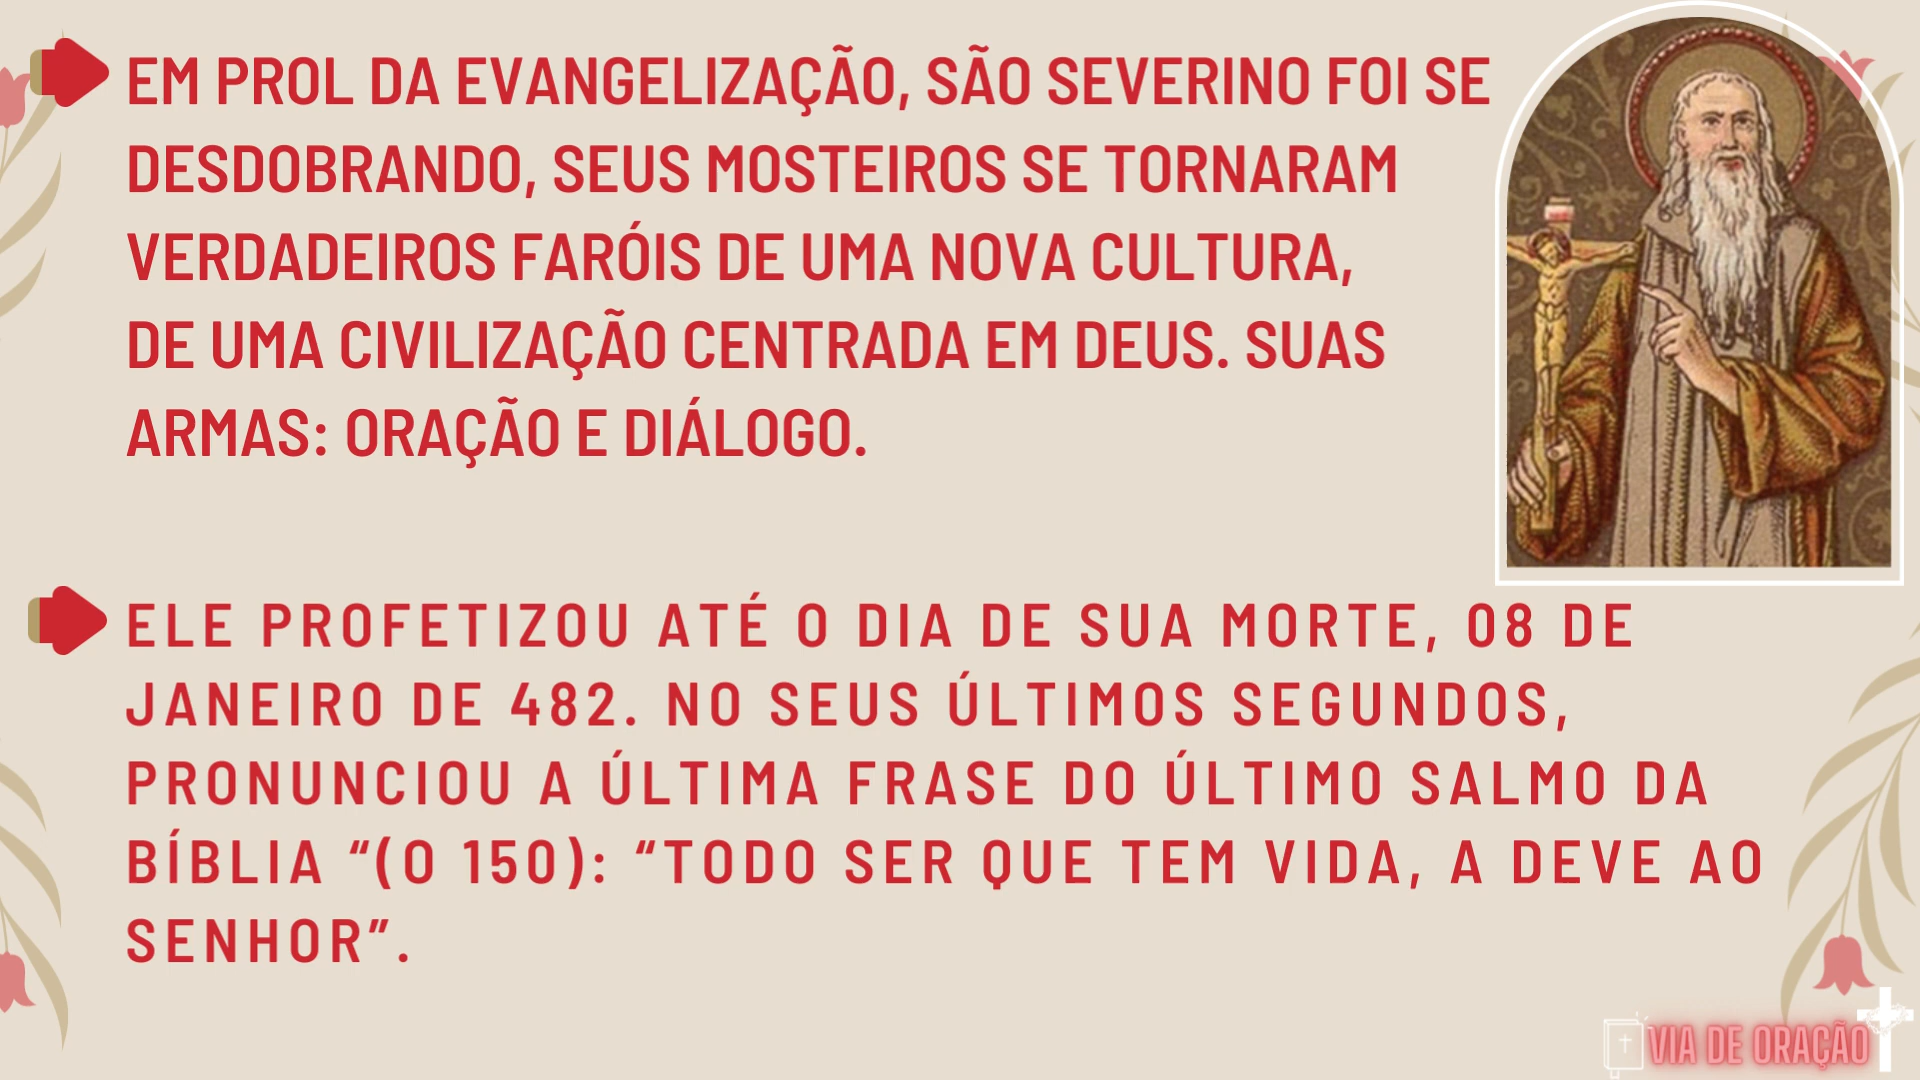 EM PROL DA EVANGELIZAÇÃO, SÃO SEVERINO FOI SE
DESDOBRANDO, SEUS MOSTEIROS SE TORNARAM
VERDADEIROS FARÓIS DE UMA NOVA CULTURA,
DE UMA CIVILIZAÇÃO CENTRADA EM DEUS. SUAS
ARMAS: ORAÇÃO E DIÁLOGO.
ELE PROFETIZOU ATÉ O DIA DE SUA MORTE, 08 DE
JANEIRO DE 482. NO SEUS ÚLTIMOS SEGUNDOS,
PRONUNCIOU A ÚLTIMA FRASE DO ÚLTIMO SALMO DA
BÍBLIA “(O 150): “TODO SER QUE TEM VIDA, A DEVE AO
SENHOR”.
VIA DE ORAÇÃO